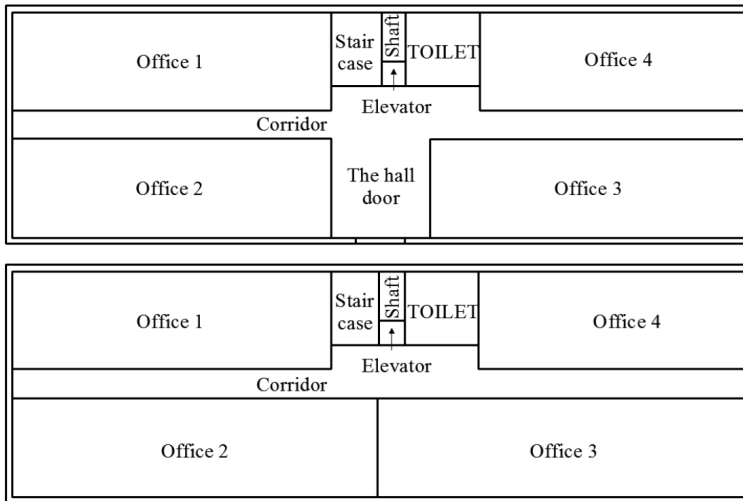 Office 1
Stair
case
Shaft
TOILET
Office 4
Elevator
Corridor
Office 2
The hall
door
Office 3
Office 1
Stair
case
Shaft
TOILET
Office 4
Elevator
Corridor
Office 2
Office 3